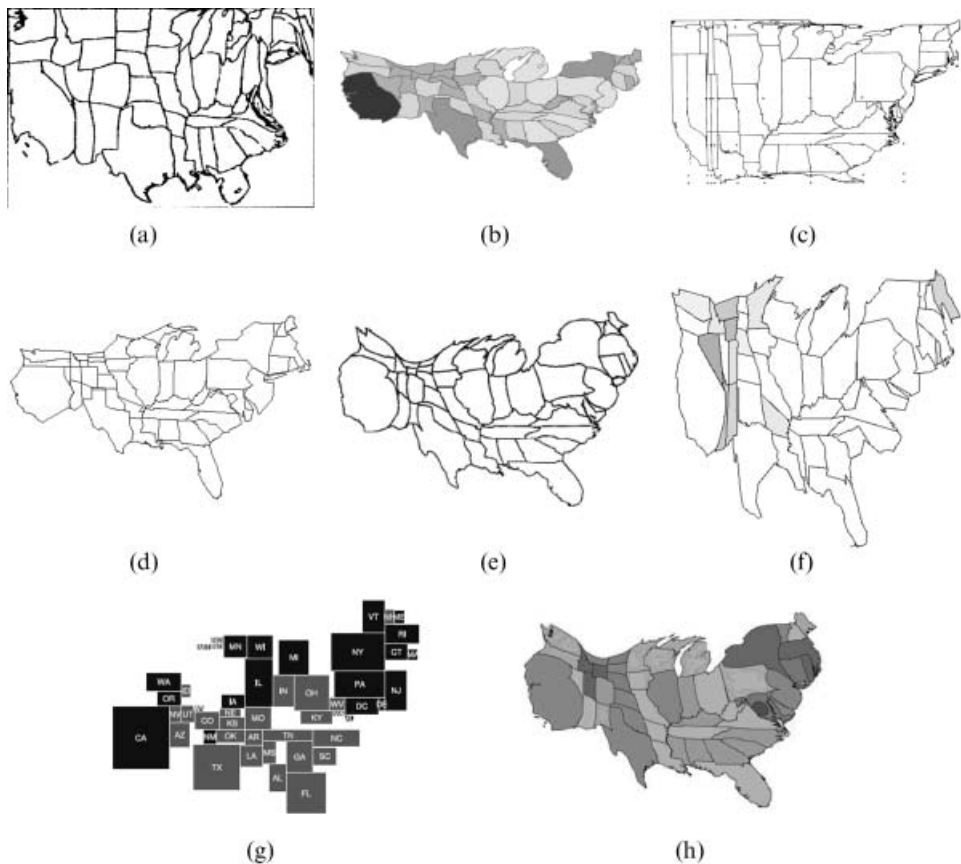 (a)
(b)
(c)
(d)
(e)
(f)
VT
RI
MN WI NY CT
MI
WA IL IN OH PA NJ
OR IA WV DC
NV UT CO NE MO KY
CA AZ KS
NM OK AR TN NC
TX LA MS GA SC
AL
FL
(g)
(h)